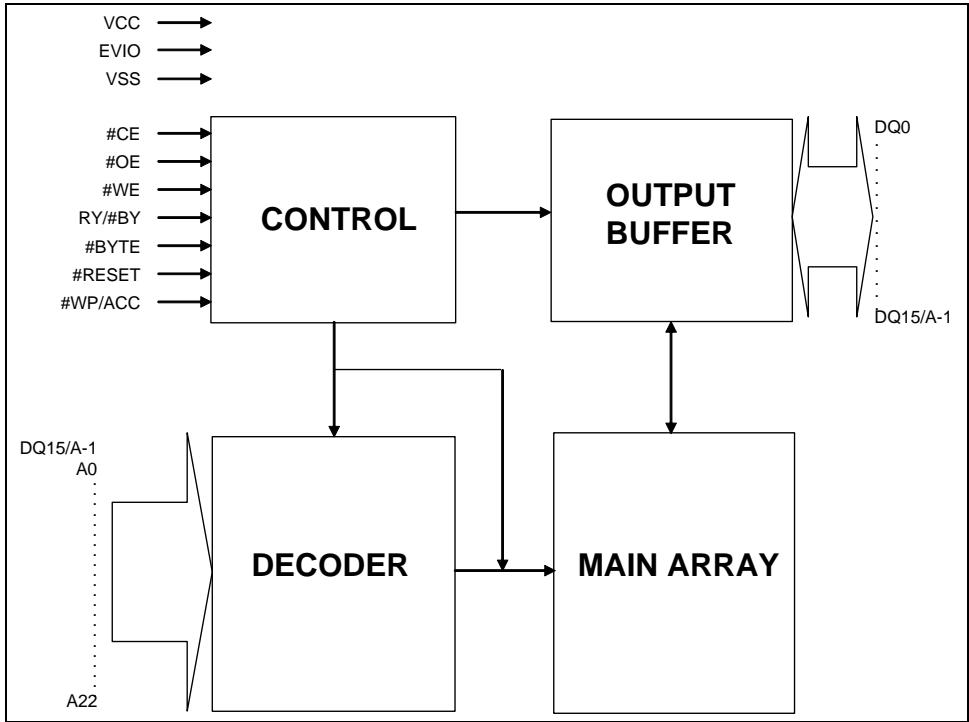 VCC
EVIO
VSS
#CE
#OE
#WE
RY/#BY
#BYTE
#RESET
#WP/ACC
CONTROL
OUTPUT
BUFFER
DQ0
DQ15/A-1
DQ15/A-1
A0
A22
DECODER
MAIN ARRAY